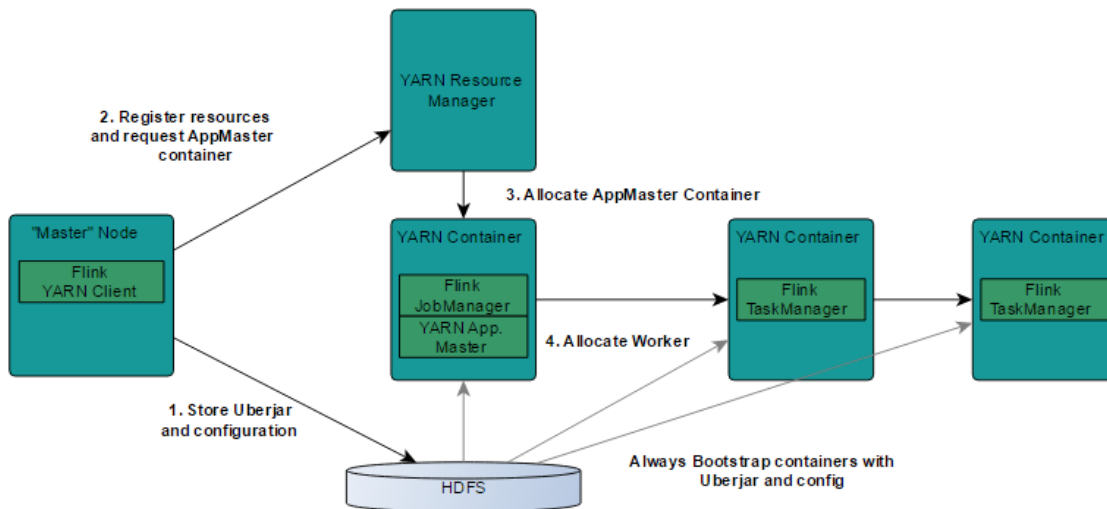 YARN Resource
Manager
2. Register resources
and request AppMaster
container
3. Allocate AppMaster Container
"Master" Node
Flink
YARN Client
YARN Container
Flink
JobManager
YARN App.
Master
4. Allocate Worker
YARN Container
Flink
TaskManager
YARN Container
Flink
TaskManager
1. Store Uberjar
and configuration
Always Bootstrap containers with
Uberjar and config
HDFS